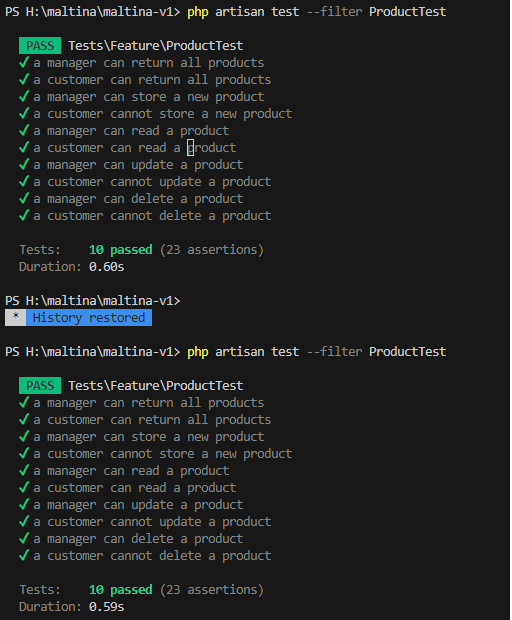 PS H:\maltina\maltina-v1> php artisan test --filter ProductTest
PASS Tests\Feature\ProductTest
✓ a manager can return all products
✓ a customer can return all products
✓ a manager can store a new product
✓ a customer cannot store a new product
✓ a manager can read a product
✓ a customer can read a product
✓ a manager can update a product
✓ a customer cannot update a product
✓ a manager can delete a product
✓ a customer cannot delete a product
Tests: 10 passed (23 assertions)
Duration: 0.60s
PS H:\maltina\maltina-v1>
* History restored
PS H:\maltina\maltina-v1> php artisan test --filter ProductTest
PASS Tests\Feature\ProductTest
✓ a manager can return all products
✓ a customer can return all products
✓ a manager can store a new product
✓ a customer cannot store a new product
✓ a manager can read a product
✓ a customer can read a product
✓ a manager can update a product
✓ a customer cannot update a product
✓ a manager can delete a product
✓ a customer cannot delete a product
Tests: 10 passed (23 assertions)
Duration: 0.59s